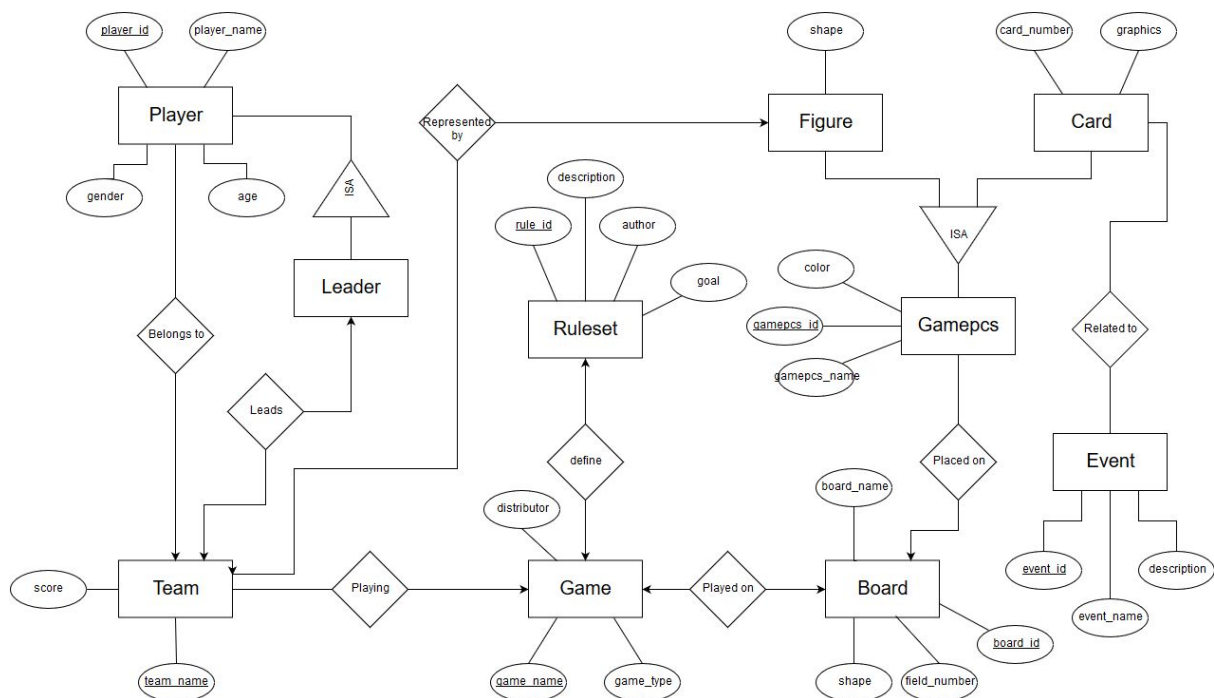 player_id
player_name
shape
card_number
graphics
Player
Represented
by
Figure
Card
gender
age
ISA
description
rule_id
author
ISA
color
goal
Leader
gamepcs_id
Ruleset
Gamepcs
Belongs to
Related to
gamepcs_name
Leads
define
Placed on
Event
board_name
distributor
event_id
description
score
Team
Playing
Game
Played on
Board
event_name
board_id
team_name
game_name
game_type
shape
field_number